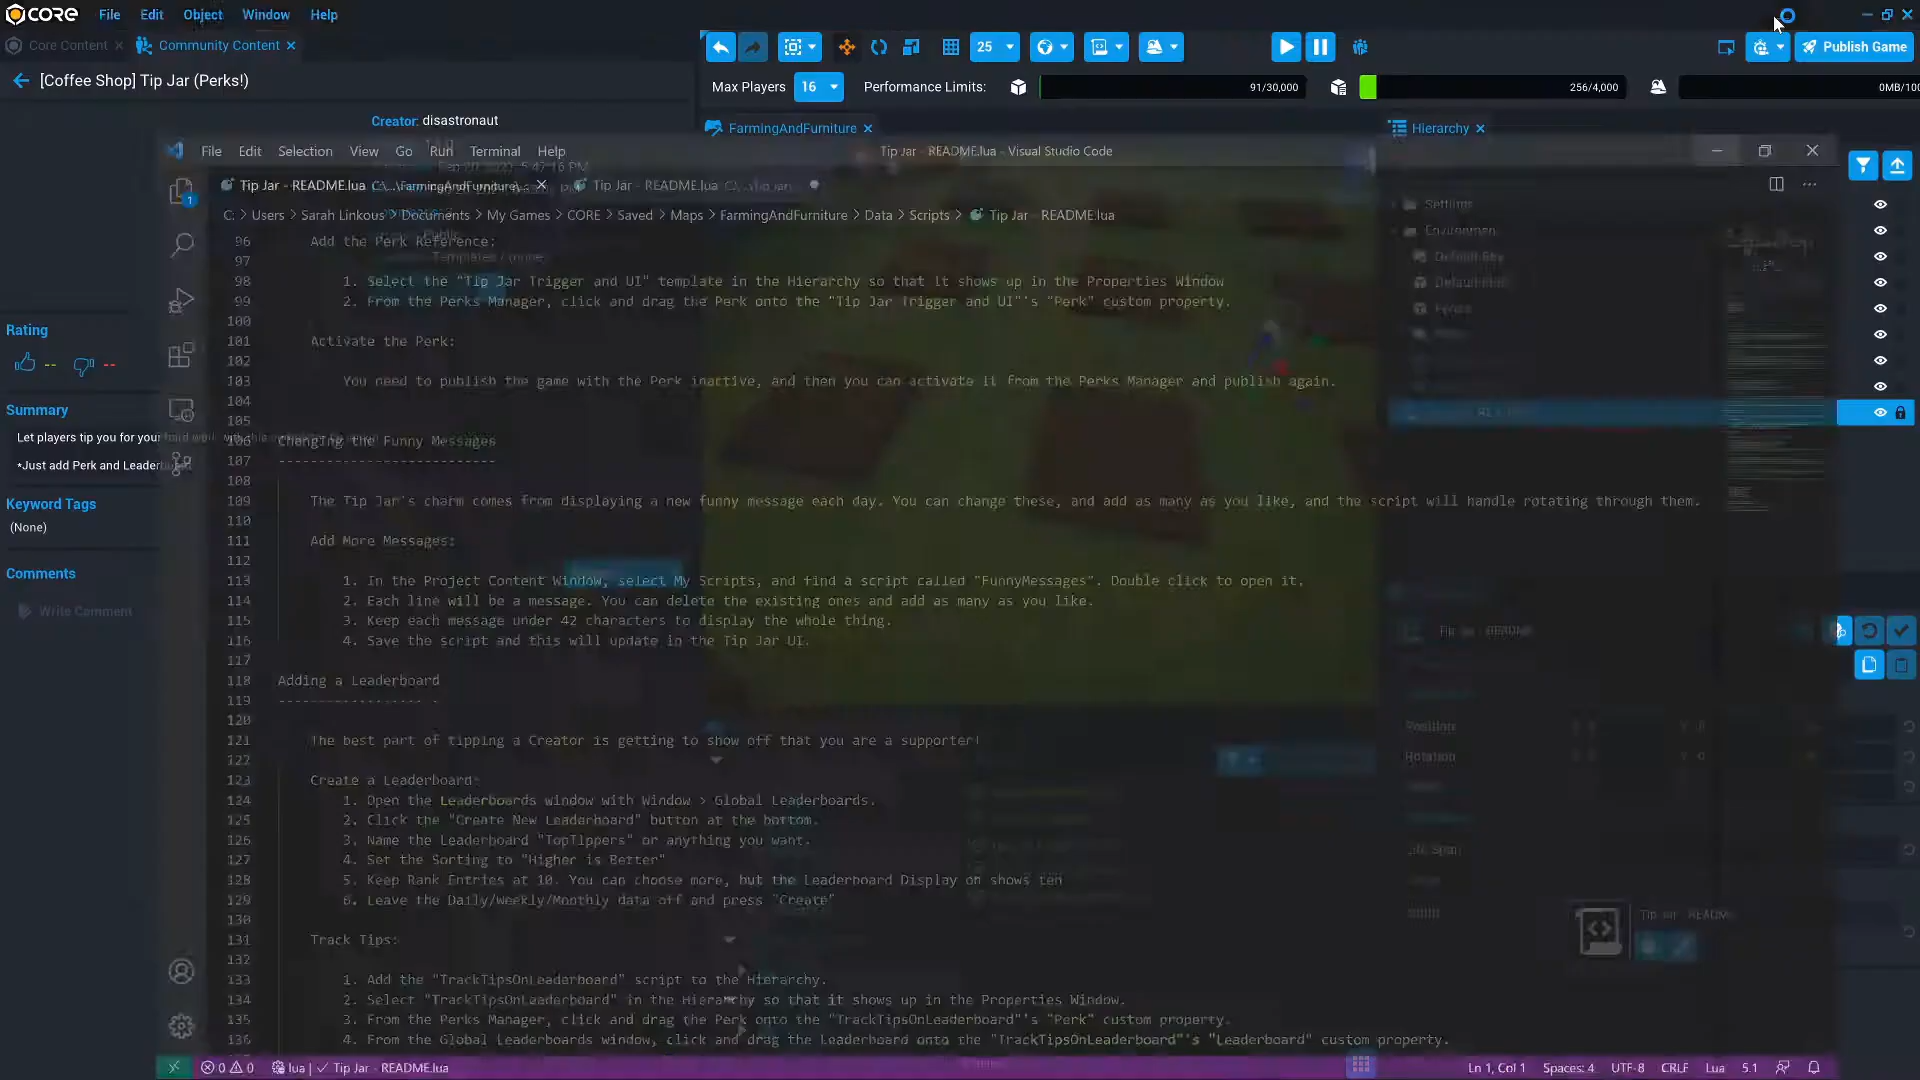 CORE File Edit Object Window Help
Core Content × Community Content ×
[Coffee Shop] Tip Jar (Perks!)
25
Publish Game
Max Players 16 Performance Limits: 91/30,000 256/4,000 0MB/100
Creator: disastronaut
FarmingAndFurniture × Hierarchy ×
File Edit Selection View Go Run Terminal Help
Tip Jar - README.lua - Visual Studio Code
Tip Jar - README.lua C:\...\FarmingAndFurniture\... Tip Jar - README.lua
C: > Users > Sarah Linkous > Documents > My Games > CORE > Saved > Maps > FarmingAndFurniture > Data > Scripts > Tip Jar - README.lua
96 Add the Perk Reference:
97
98 1. Select the "Tip Jar Trigger and UI" template in the Hierarchy so that it shows up in the Properties Window
99 2. From the Perks Manager, click and drag the Perk onto the "Tip Jar Trigger and UI"'s "Perk" custom property.
100
101 Activate the Perk:
102
103 You need to publish the game with the Perk inactive, and then you can activate it from the Perks Manager and publish again.
104
105
106 Changing the Funny Messages
107 ---------------------------
108
109 The Tip Jar's charm comes from displaying a new funny message each day. You can change these, and add as many as you like, and the script will handle rotating through them.
110
111 Add More Messages:
112
113 1. In the Project Content Window, select My Scripts, and find a script called "FunnyMessages". Double click to open it.
114 2. Each line will be a message. You can delete the existing ones and add as many as you like.
115 3. Keep each message under 42 characters to display the whole thing.
116 4. Save the script and this will update in the Tip Jar UI.
117
118 Adding a Leaderboard
119 --------------------
120
121 The best part of tipping a Creator is getting to show off that you are a supporter!
122
123 Create a Leaderboard:
124 1. Open the Leaderboards window with Window > Global Leaderboards.
125 2. Click the "Create New Leaderboard" button at the bottom.
126 3. Name the Leaderboard "TopTippers" or anything you want.
127 4. Set the Sorting to "Higher is Better"
128 5. Keep Rank Entries at 10. You can choose more, but the Leaderboard Display on shows ten
129 6. Leave the Daily/Weekly/Monthly data off and press "Create"
130
131 Track Tips:
132
133 1. Add the "TrackTipsOnLeaderboard" script to the Hierarchy.
134 2. Select "TrackTipsOnLeaderboard" in the Hierarchy so that it shows up in the Properties Window.
135 3. From the Perks Manager, click and drag the Perk onto the "TrackTipsOnLeaderboard"'s "Perk" custom property.
136 4. From the Global Leaderboards window, click and drag the Leaderboard onto the "TrackTipsOnLeaderboard"'s "Leaderboard" custom property.
Rating
-- --
Summary
Let players tip you for your
*Just add Perk and Leader
Keyword Tags
(None)
Comments
Write Comment
Settings
Environment
Tip Jar - README
Position
Rotation
Life Span
Tip Jar - README
0 0 lua Tip Jar - README.lua Ln 1, Col 1 Spaces: 4 UTF-8 CRLF Lua 5.1